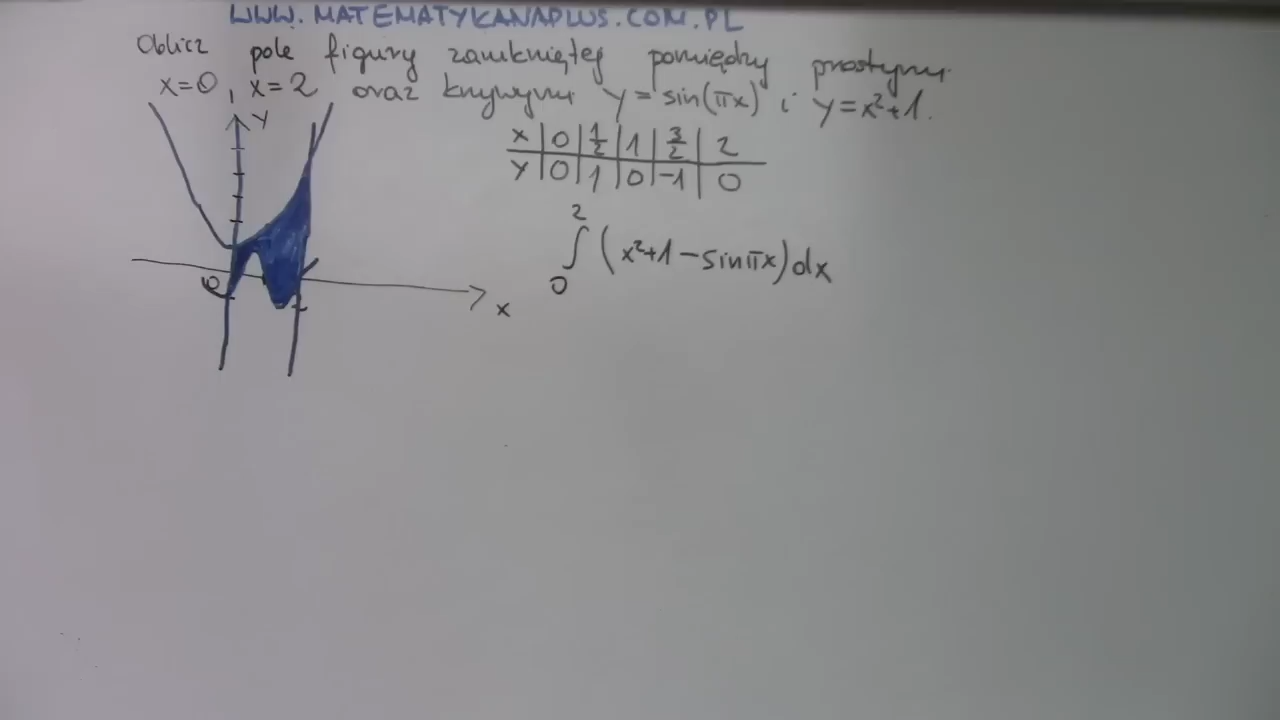 WWW.MATEMATYKANAPLUS.COM.PL
Oblicz pole figury zamkniętej pomiędzy prostymi
x=0, x=2 oraz krzywymi y=sin(πx) i y=x²+1.
Y
x | 0 | 1/2 | 1 | 3/2 | 2
y | 0 | 1 | 0 | -1 | 0
∫₀² (x²+1-sinπx)dx
0
x